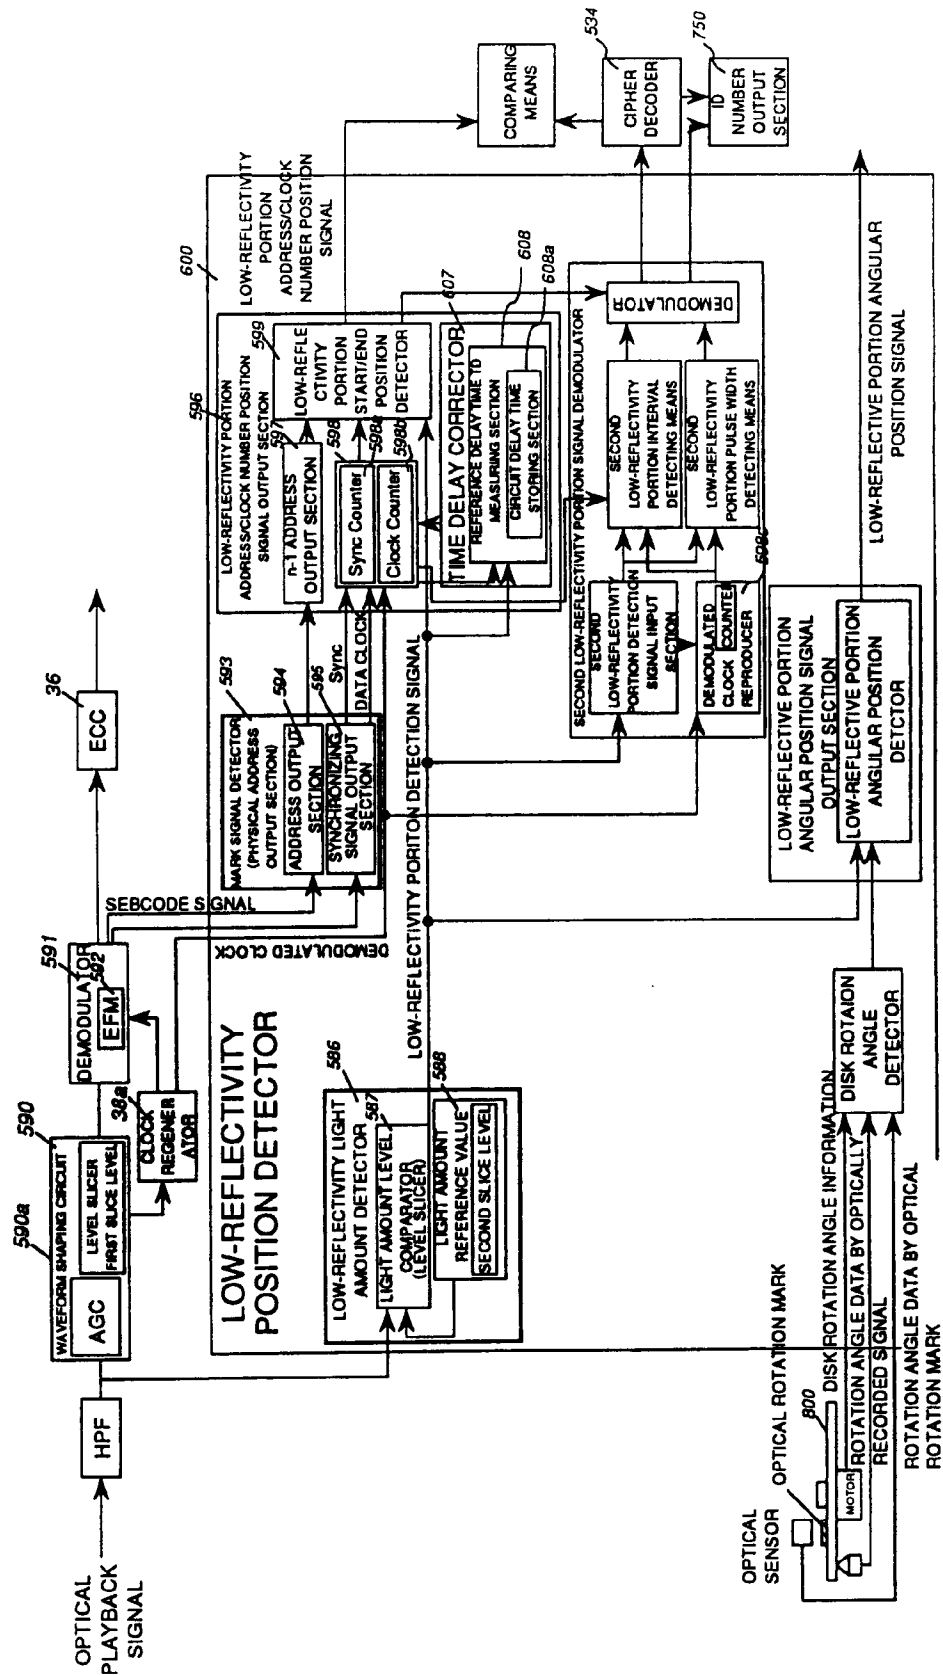 OPTICAL
PLAYBACK
SIGNAL
HPF
590a
590
WAVEFORM SHAPING CIRCUIT
AGC
LEVEL SLICER
FIRST SLICE LEVEL
38a
CLOCK
REGENER
ATOR
591
DEMODULATOR
592
EFM
36
ECC
SEBCODE SIGNAL
DEMODULATED CLOCK
600
LOW-REFLECTIVITY
POSITION DETECTOR
586
LOW-REFLECTIVITY LIGHT
AMOUNT DETECTOR
587
LIGHT AMOUNT LEVEL
COMPARATOR
(LEVEL SLICER)
588
LIGHT AMOUNT
REFERENCE VALUE
SECOND SLICE LEVEL
LOW-REFLECTIVITY PORITON DETECTION SIGNAL
593
MARK SIGNAL DETECTOR
(PHYSICAL ADDRESS
OUTPUT SECTION)
594
ADDRESS OUTPUT
SECTION
595
SYNCHRONIZING
SIGNAL OUTPUT
SECTION
Sync
DATA CLOCK
596
LOW-REFLECTIVITY PORTION
ADDRESS/CLOCK NUMBER POSITION
SIGNAL OUTPUT SECTION
597
n-1 ADDRESS
OUTPUT SECTION
598
598a
Sync Counter
598b
Clock Counter
599
LOW-REFLE
CTIVITY
PORTION
START/END
POSITION
DETECTOR
LOW-REFLECTIVITY
PORTION
ADDRESS/CLOCK
NUMBER POSITION
SIGNAL
607
TIME DELAY CORRECTOR
608
REFERENCE DELAY TIME TD
MEASURING SECTION
608a
CIRCUIT DELAY TIME
STORING SECTION
SECOND LOW-REFLECTIVITY PORTION SIGNAL DEMODULATOR
SECOND
LOW-REFLECTIVITY
PORTION DETECTION
SIGNAL INPUT
SECTION
DEMODULATED
CLOCK
COUNTER
REPRODUCER
SECOND
LOW-REFLECTIVITY
PORTION INTERVAL
DETECTING MEANS
SECOND
LOW-REFLECTIVITY
PORTION PULSE WIDTH
DETECTING MEANS
DEMODULATOR
COMPARING
MEANS
534
CIPHER
DECODER
750
ID
NUMBER
OUTPUT
SECTION
LOW-REFLECTIVE PORTION
ANGULAR POSITION SIGNAL
OUTPUT SECTION
LOW-REFLECTIVE PORTION
ANGULAR POSITION
DETCTOR
LOW-REFLECTIVE PORTION ANGULAR
POSITION SIGNAL
DISK ROTAION
ANGLE
DETECTOR
OPTICAL
SENSOR
OPTICAL ROTATION MARK
800
MOTOR
DISK ROTATION ANGLE INFORMATION
ROTATION ANGLE DATA BY OPTICALLY
RECORDED SIGNAL
ROTATION ANGLE DATA BY OPTICAL
ROTATION MARK